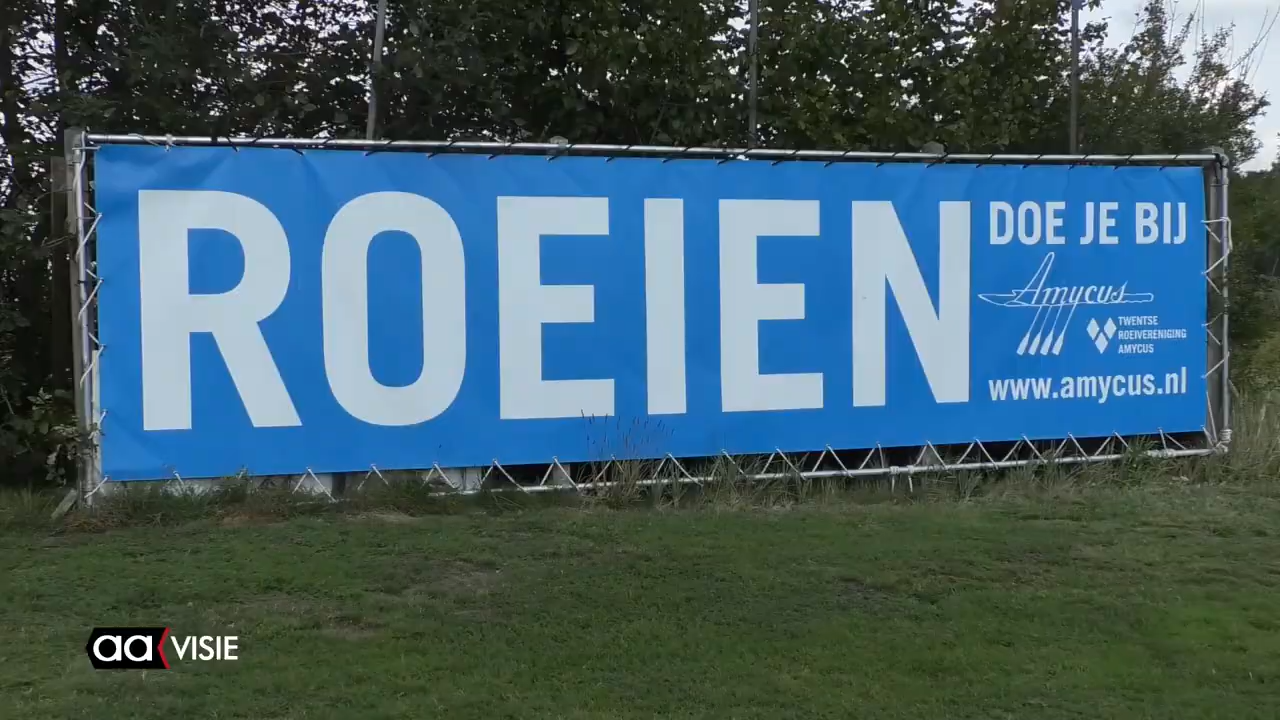 ROEIEN
DOE JE BIJ
Amycus
TWENTSE
ROEIVERENIGING
AMYCUS
www.amycus.nl
aa VISIE